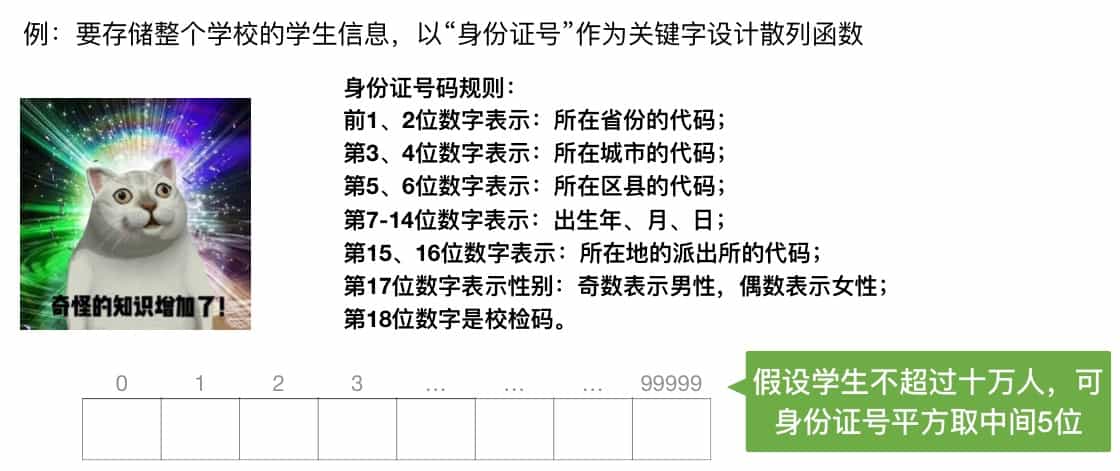 例：要存储整个学校的学生信息，以“身份证号”作为关键字设计散列函数
身份证号码规则：
前1、2位数字表示：所在省份的代码；
第3、4位数字表示：所在城市的代码；
第5、6位数字表示：所在区县的代码；
第7-14位数字表示：出生年、月、日；
第15、16位数字表示：所在地的派出所的代码；
第17位数字表示性别：奇数表示男性，偶数表示女性；
第18位数字是校检码。
奇怪的知识增加了！
0 1 2 3 … … … 99999
假设学生不超过十万人，可
身份证号平方取中间5位